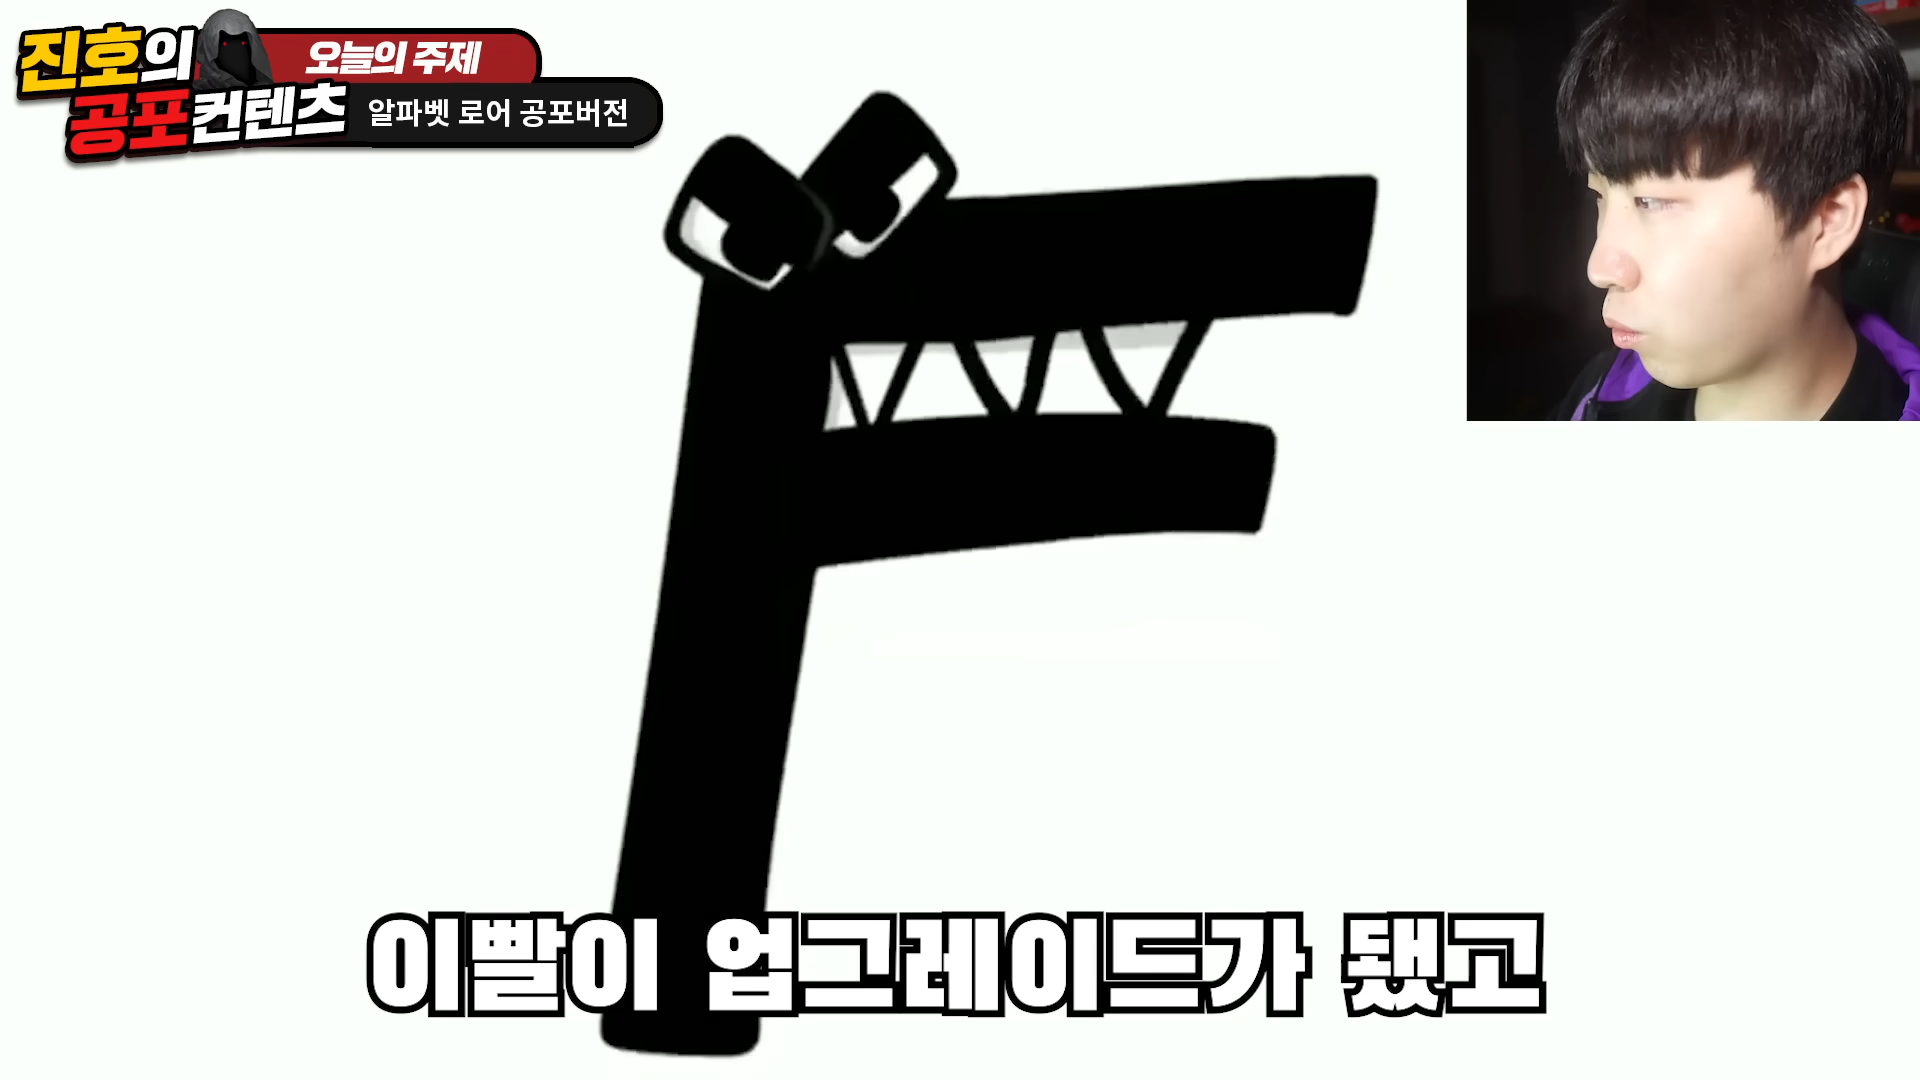 진호의
공포컨텐츠
오늘의 주제
알파벳 로어 공포버전
이빨이 업그레이드가 됐고